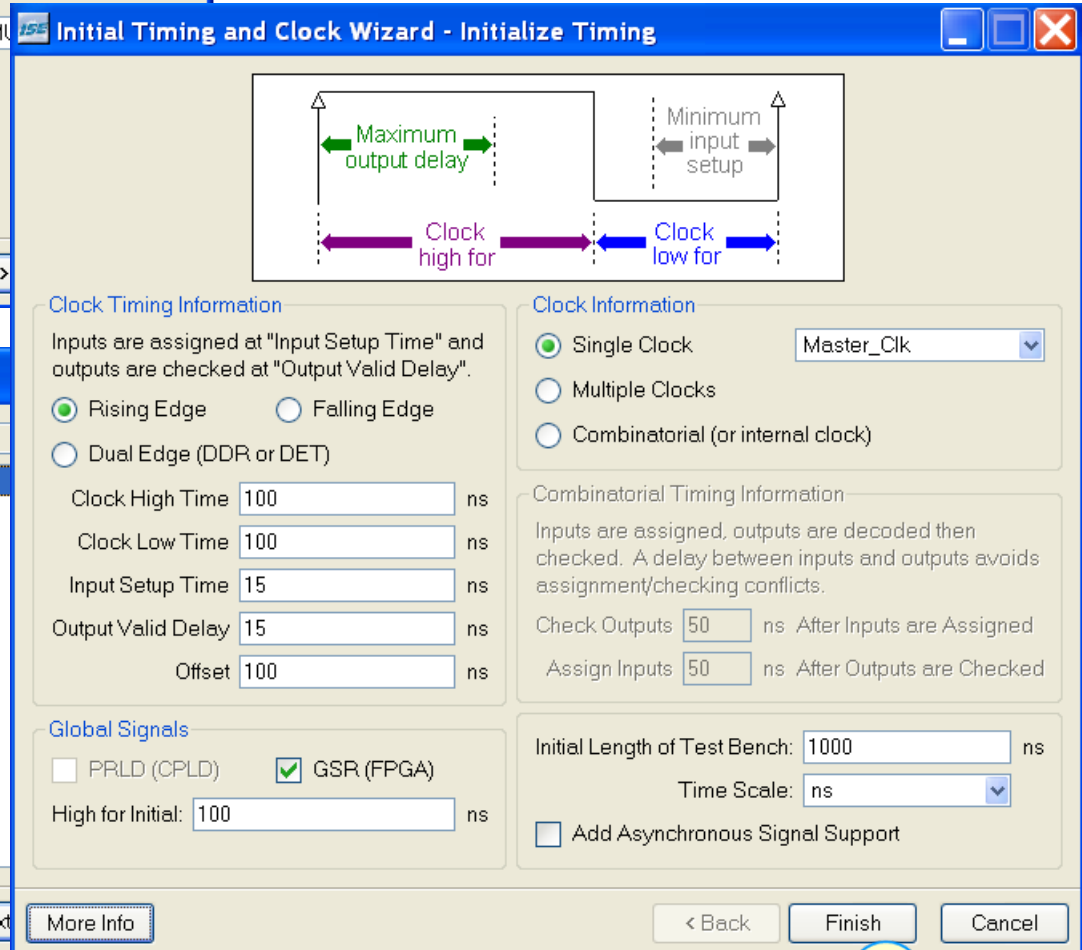 ISE Initial Timing and Clock Wizard - Initialize Timing
Maximum
output delay
Minimum
input
setup
Clock
high for
Clock
low for
Clock Timing Information
Inputs are assigned at "Input Setup Time" and
outputs are checked at "Output Valid Delay".
Rising Edge
Falling Edge
Dual Edge (DDR or DET)
Clock High Time 100 ns
Clock Low Time 100 ns
Input Setup Time 15 ns
Output Valid Delay 15 ns
Offset 100 ns
Global Signals
PRLD (CPLD)
GSR (FPGA)
High for Initial: 100 ns
Clock Information
Single Clock
Master_Clk
Multiple Clocks
Combinatorial (or internal clock)
Combinatorial Timing Information
Inputs are assigned, outputs are decoded then
checked. A delay between inputs and outputs avoids
assignment/checking conflicts.
Check Outputs 50 ns After Inputs are Assigned
Assign Inputs 50 ns After Outputs are Checked
Initial Length of Test Bench: 1000 ns
Time Scale: ns
Add Asynchronous Signal Support
More Info
< Back
Finish
Cancel